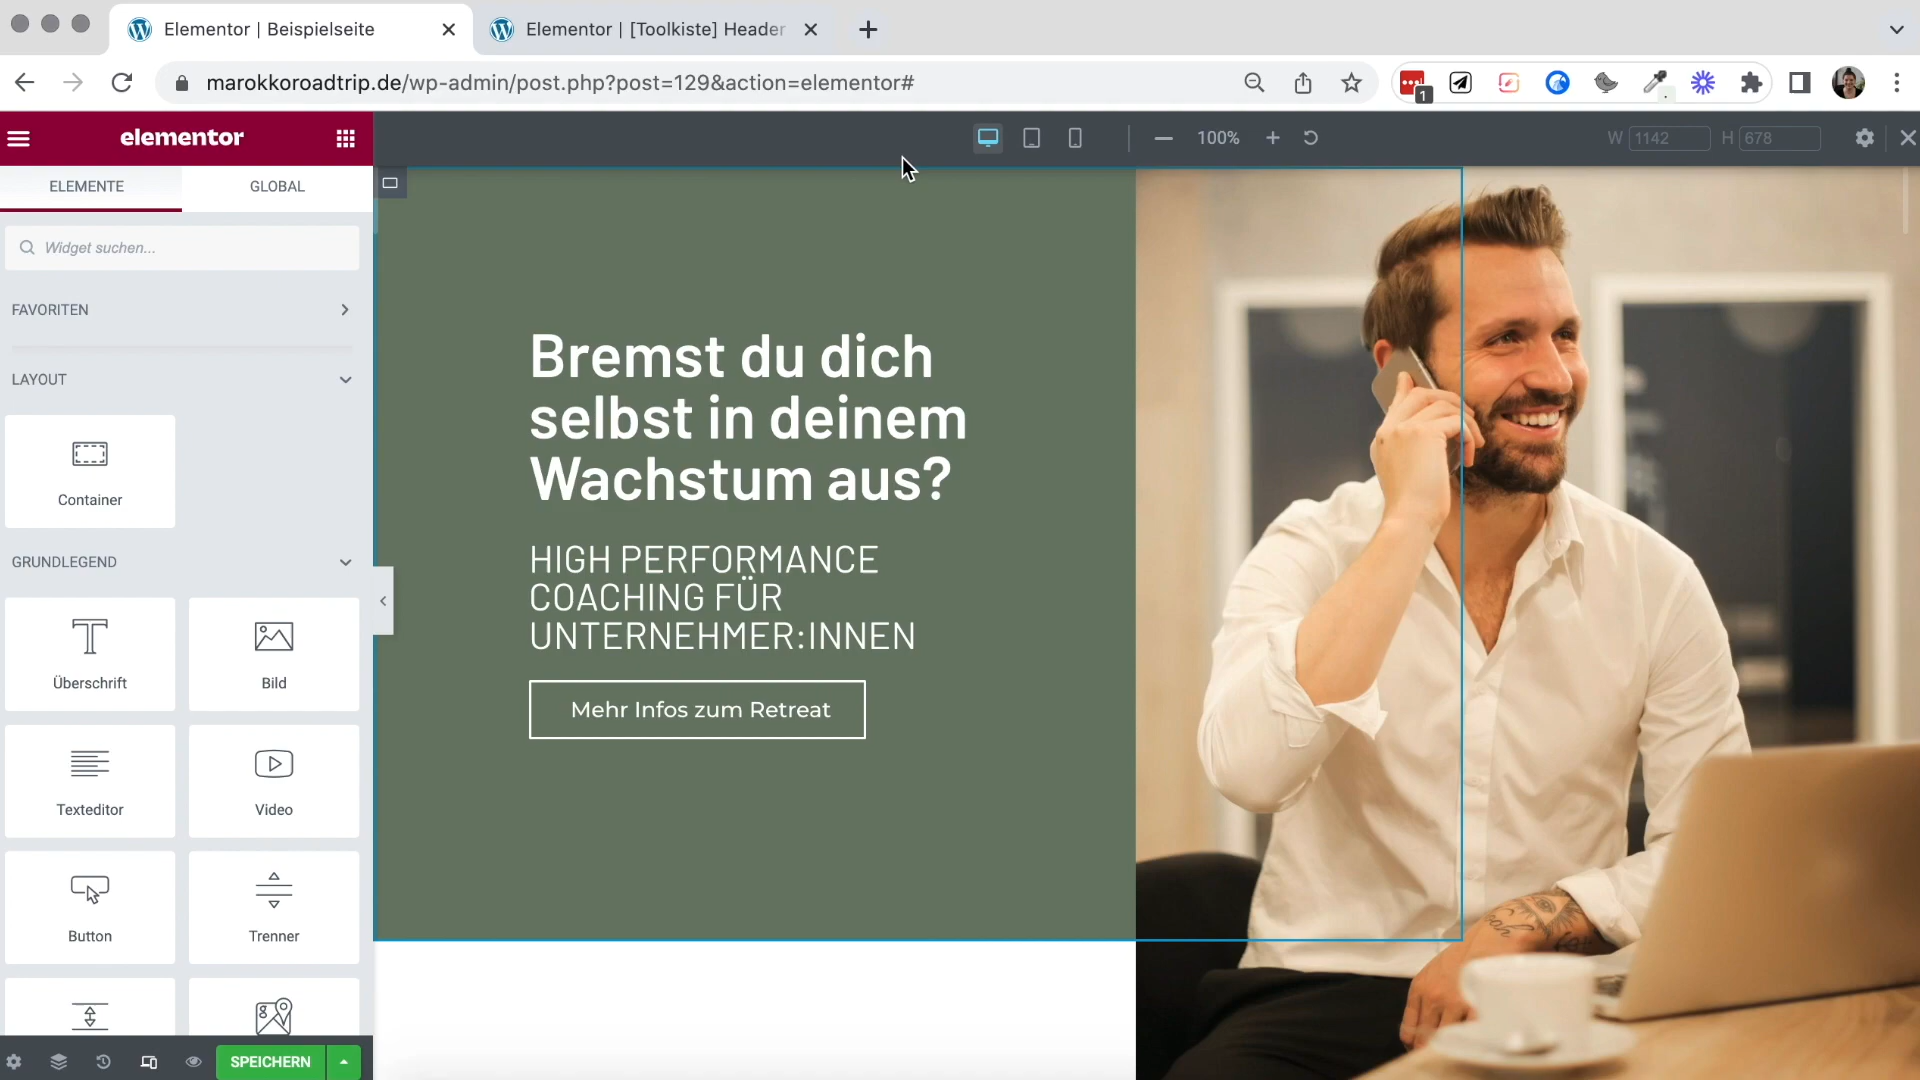 Elementor | Beispielseite
Elementor | [Toolkiste] Header
marokkoroadtrip.de/wp-admin/post.php?post=129&action=elementor#
1
elementor
100%
W 1142
H 678
ELEMENTE
GLOBAL
Widget suchen...
FAVORITEN
LAYOUT
Container
GRUNDLEGEND
Überschrift
Bild
Texteditor
Video
Button
Trenner
SPEICHERN
Bremst du dich
selbst in deinem
Wachstum aus?
HIGH PERFORMANCE
COACHING FÜR
UNTERNEHMER:INNEN
Mehr Infos zum Retreat